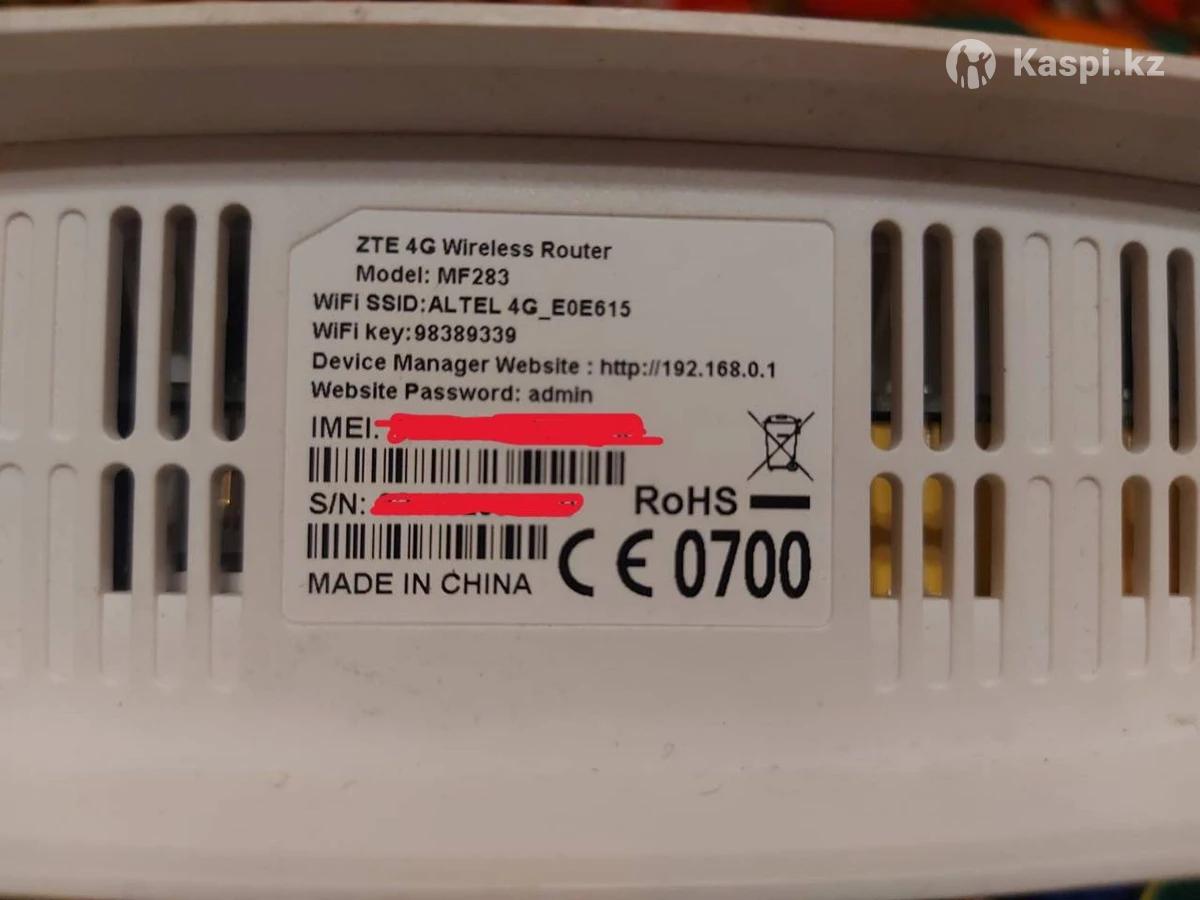 Kaspi.kz
ZTE 4G Wireless Router
Model: MF283
WiFi SSID:ALTEL 4G_E0E615
WiFi key:98389339
Device Manager Website : http://192.168.0.1
Website Password: admin
IMEI:
S/N:
RoHS
MADE IN CHINA
CE 0700